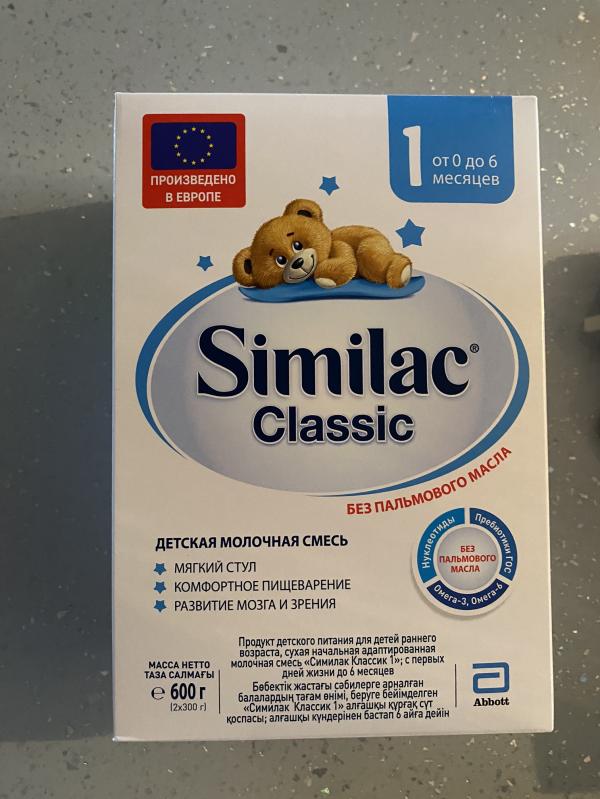 ПРОИЗВЕДЕНО
В ЕВРОПЕ
1
от 0 до 6
месяцев
Similac®
Classic
БЕЗ ПАЛЬМОВОГО МАСЛА
ДЕТСКАЯ МОЛОЧНАЯ СМЕСЬ
МЯГКИЙ СТУЛ
КОМФОРТНОЕ ПИЩЕВАРЕНИЕ
РАЗВИТИЕ МОЗГА И ЗРЕНИЯ
Нуклеотиды
Пребиотики ГОС
БЕЗ
ПАЛЬМОВОГО
МАСЛА
Омега-3, Омега-6
МАССА НЕТТО
ТАЗА САЛМАҒЫ
℮ 600 г
(2х300 г)
Продукт детского питания для детей раннего
возраста, сухая начальная адаптированная
молочная смесь «Симилак Классик 1»; с первых
дней жизни до 6 месяцев
Бөбектік жастағы сәбилерге арналған
балалардың тағам өнімі, беруге бейімделген
«Симилак Классик 1» алғашқы құрғақ сүт
қоспасы; алғашқы күндерінен бастап 6 айға дейін
Abbott